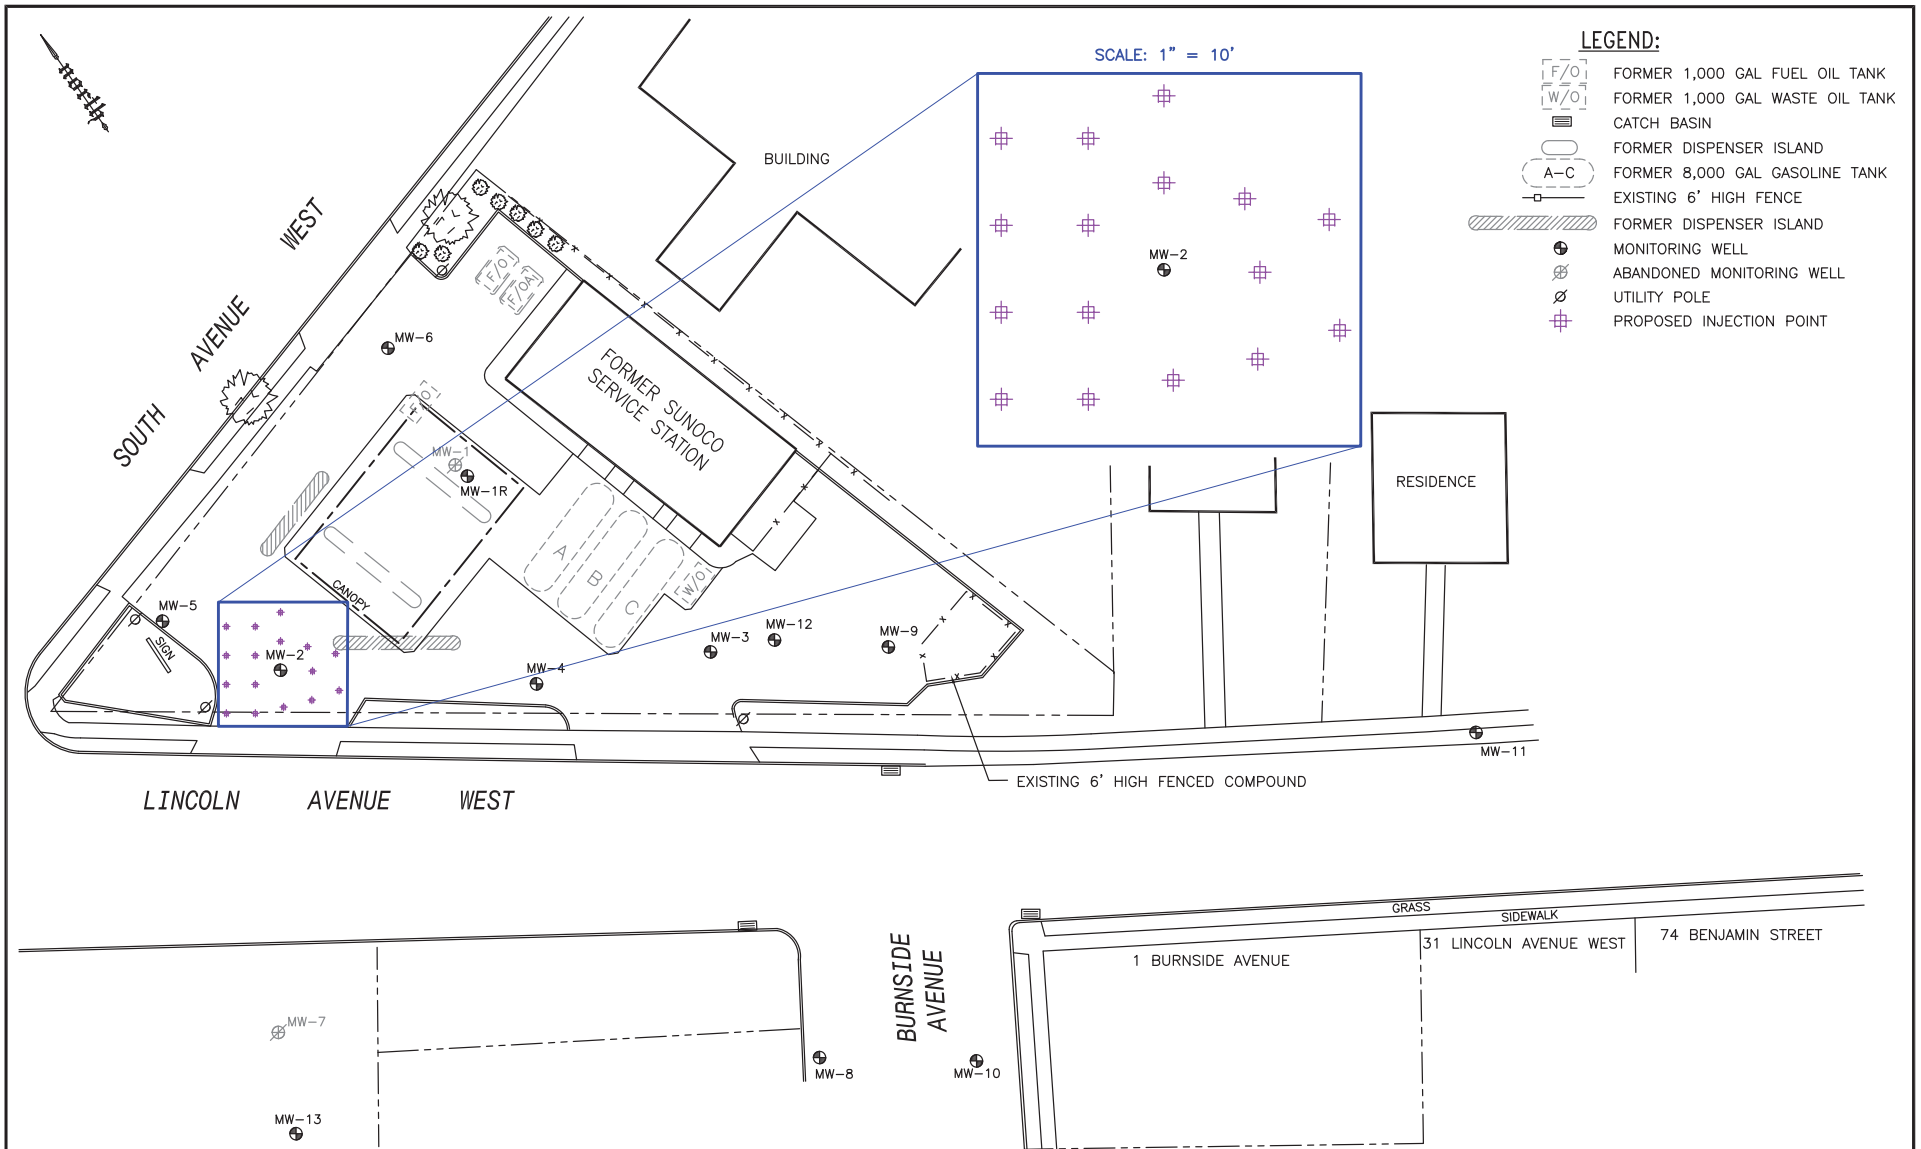 north
SCALE: 1" = 10'
LEGEND:
F/O FORMER 1,000 GAL FUEL OIL TANK
W/O FORMER 1,000 GAL WASTE OIL TANK
CATCH BASIN
FORMER DISPENSER ISLAND
A-C FORMER 8,000 GAL GASOLINE TANK
EXISTING 6' HIGH FENCE
FORMER DISPENSER ISLAND
MONITORING WELL
ABANDONED MONITORING WELL
UTILITY POLE
PROPOSED INJECTION POINT
BUILDING
SOUTH AVENUE WEST
F/O
F/OA
MW-6
FORMER SUNOCO
SERVICE STATION
MW-2
F/O
MW-1
MW-1R
RESIDENCE
A
B
C
W/O
CANOPY
MW-5
SIGN
MW-2
MW-4
MW-3
MW-12
MW-9
MW-11
EXISTING 6' HIGH FENCED COMPOUND
LINCOLN AVENUE WEST
BURNSIDE
AVENUE
GRASS
SIDEWALK
1 BURNSIDE AVENUE
31 LINCOLN AVENUE WEST
74 BENJAMIN STREET
MW-7
MW-8
MW-10
MW-13